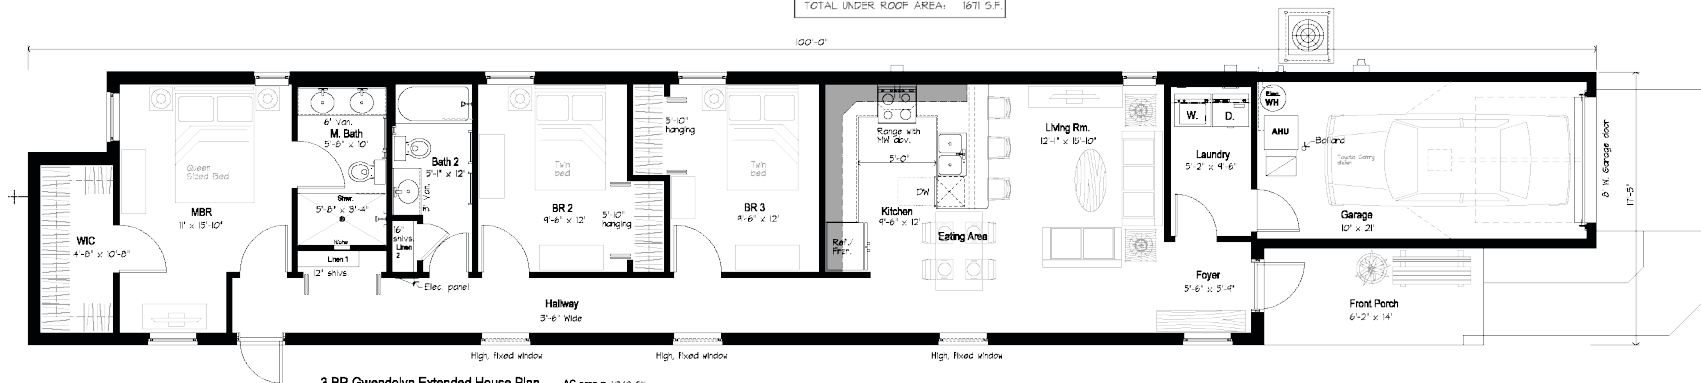 TOTAL UNDER ROOF AREA: 1671 S.F.
100'-0"
Elec.
WH
AHU
Bollard
Toyota Camry
8' W. Garage door
17'-5"
Garage
10' x 21'
W.
D.
Laundry
5'-2" x 9'-6"
Living Rm.
12'-1" x 15'-10"
Range with
MW abv.
5'-0"
DW
Kitchen
9'-6" x 12'
Ref./
Frzr.
Eating Area
5'-10"
hanging
Twin
bed
BR 3
9'-6" x 12'
Twin
bed
BR 2
9'-6" x 12'
5'-10"
hanging
Bath 2
5'-1" x 12'
Van.
16"
shlvs.
Linen
2
6' Van.
M. Bath
5'-8" x 10'
Shwr.
5'-8" x 3'-4"
Niche
Linen 1
12" shlvs.
Elec. panel
Queen
Sized Bed
MBR
11' x 15'-10"
WIC
4'-8" x 10'-8"
Hallway
3'-6" Wide
Foyer
5'-6" x 5'-9"
Front Porch
6'-2" x 14'
High, fixed window
High, fixed window
High, fixed window
3 BR Gwendolyn Extended House Plan